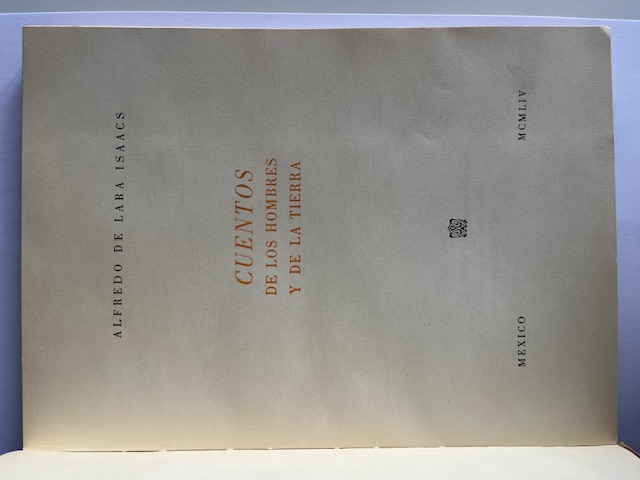 ALFREDO DE LARA ISAACS
CUENTOS
DE LOS HOMBRES
Y DE LA TIERRA
MEXICO MCMLIV